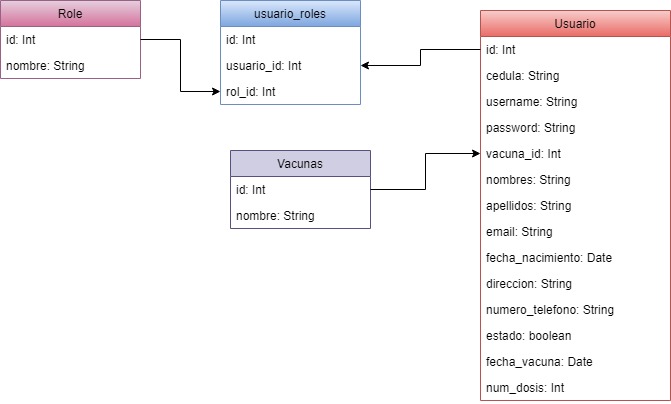 Role
id: Int
nombre: String
usuario_roles
id: Int
usuario_id: Int
rol_id: Int
Vacunas
id: Int
nombre: String
Usuario
id: Int
cedula: String
username: String
password: String
vacuna_id: Int
nombres: String
apellidos: String
email: String
fecha_nacimiento: Date
direccion: String
numero_telefono: String
estado: boolean
fecha_vacuna: Date
num_dosis: Int